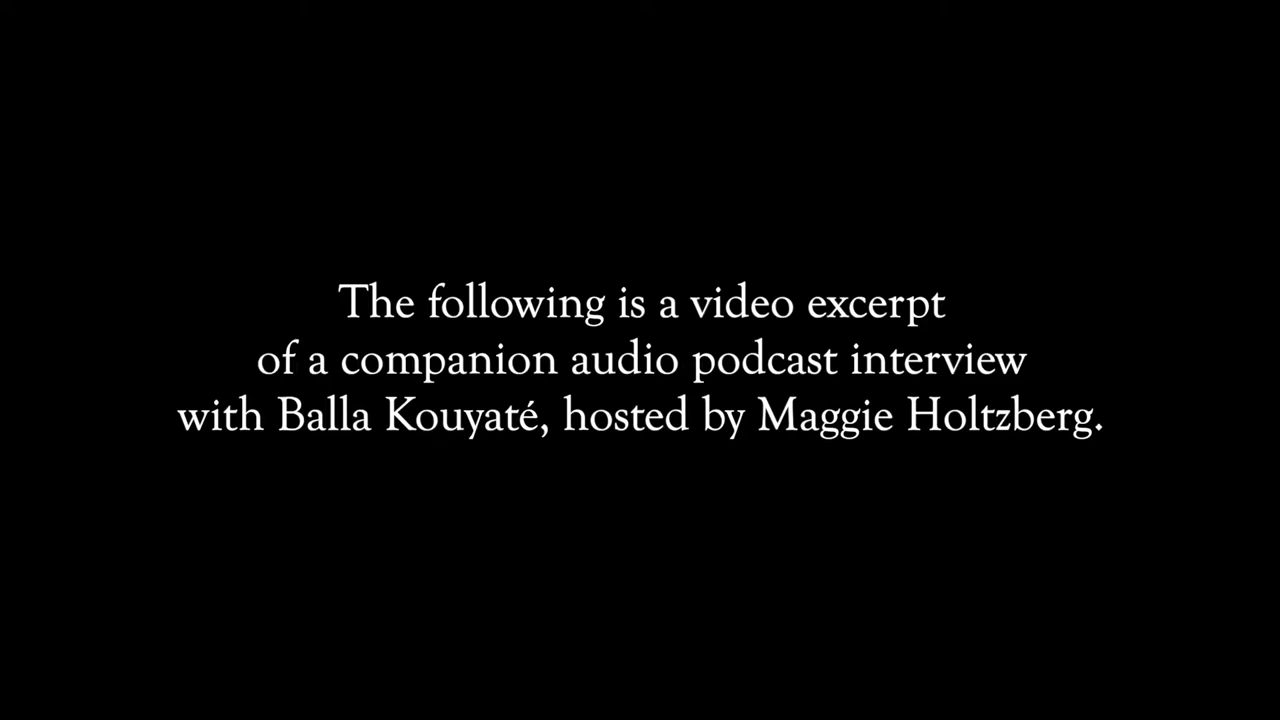 The following is a video excerpt
of a companion audio podcast interview
with Balla Kouyaté, hosted by Maggie Holtzberg.